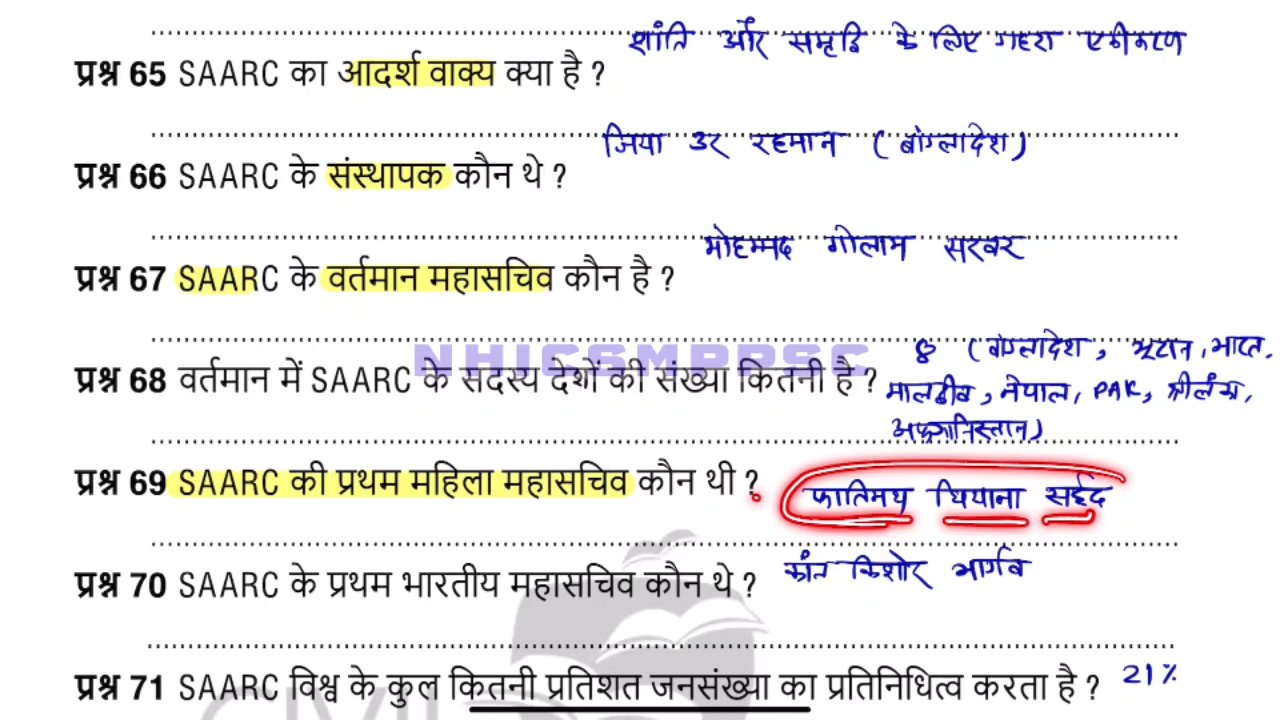 शांति और समृद्धि के लिए गहरा एकीकरण
प्रश्न 65 SAARC का आदर्श वाक्य क्या है ?
जिया उर रहमान (बांग्लादेश)
प्रश्न 66 SAARC के संस्थापक कौन थे ?
मोहम्मद गोलाम सरवर
प्रश्न 67 SAARC के वर्तमान महासचिव कौन है ?
NHICSMPPSC
8 (बांग्लादेश, भूटान, भारत,
प्रश्न 68 वर्तमान में SAARC के सदस्य देशों की संख्या कितनी है ? मालदीव, नेपाल, PAK, श्रीलंका,
अफगानिस्तान)
प्रश्न 69 SAARC की प्रथम महिला महासचिव कौन थी ? फातिमथ धियाना सईद
प्रश्न 70 SAARC के प्रथम भारतीय महासचिव कौन थे ? कांत किशोर भार्गव
प्रश्न 71 SAARC विश्व के कुल कितनी प्रतिशत जनसंख्या का प्रतिनिधित्व करता है ? 21%
CIVIL